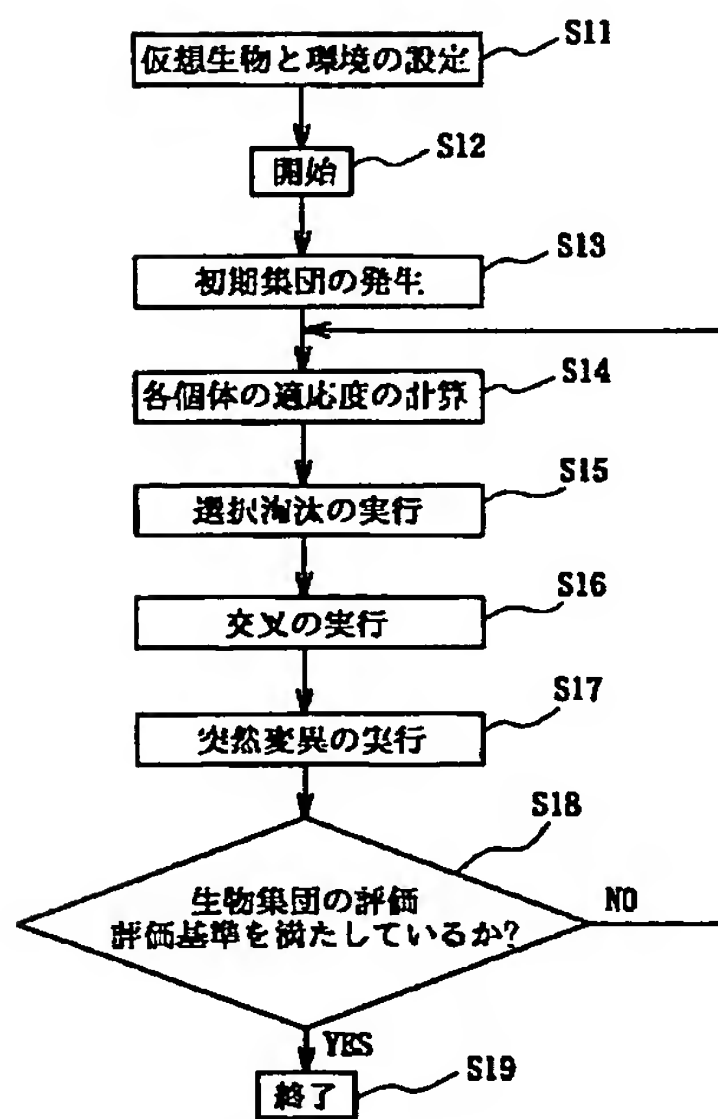 S11
仮想生物と環境の設定
S12
開始
S13
初期集団の発生
S14
各個体の適応度の計算
S15
選択淘汰の実行
S16
交叉の実行
S17
突然変異の実行
S18
生物集団の評価
評価基準を満たしているか?
NO
YES
S19
終了